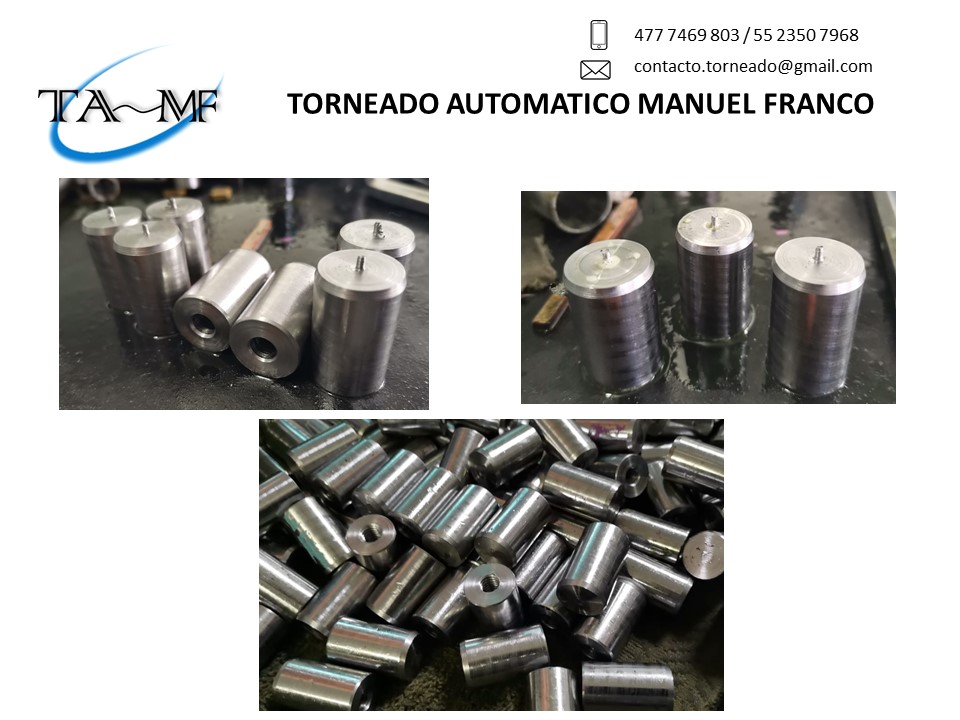 477 7469 803 / 55 2350 7968
contacto.torneado@gmail.com
TA~MF
TORNEADO AUTOMATICO MANUEL FRANCO